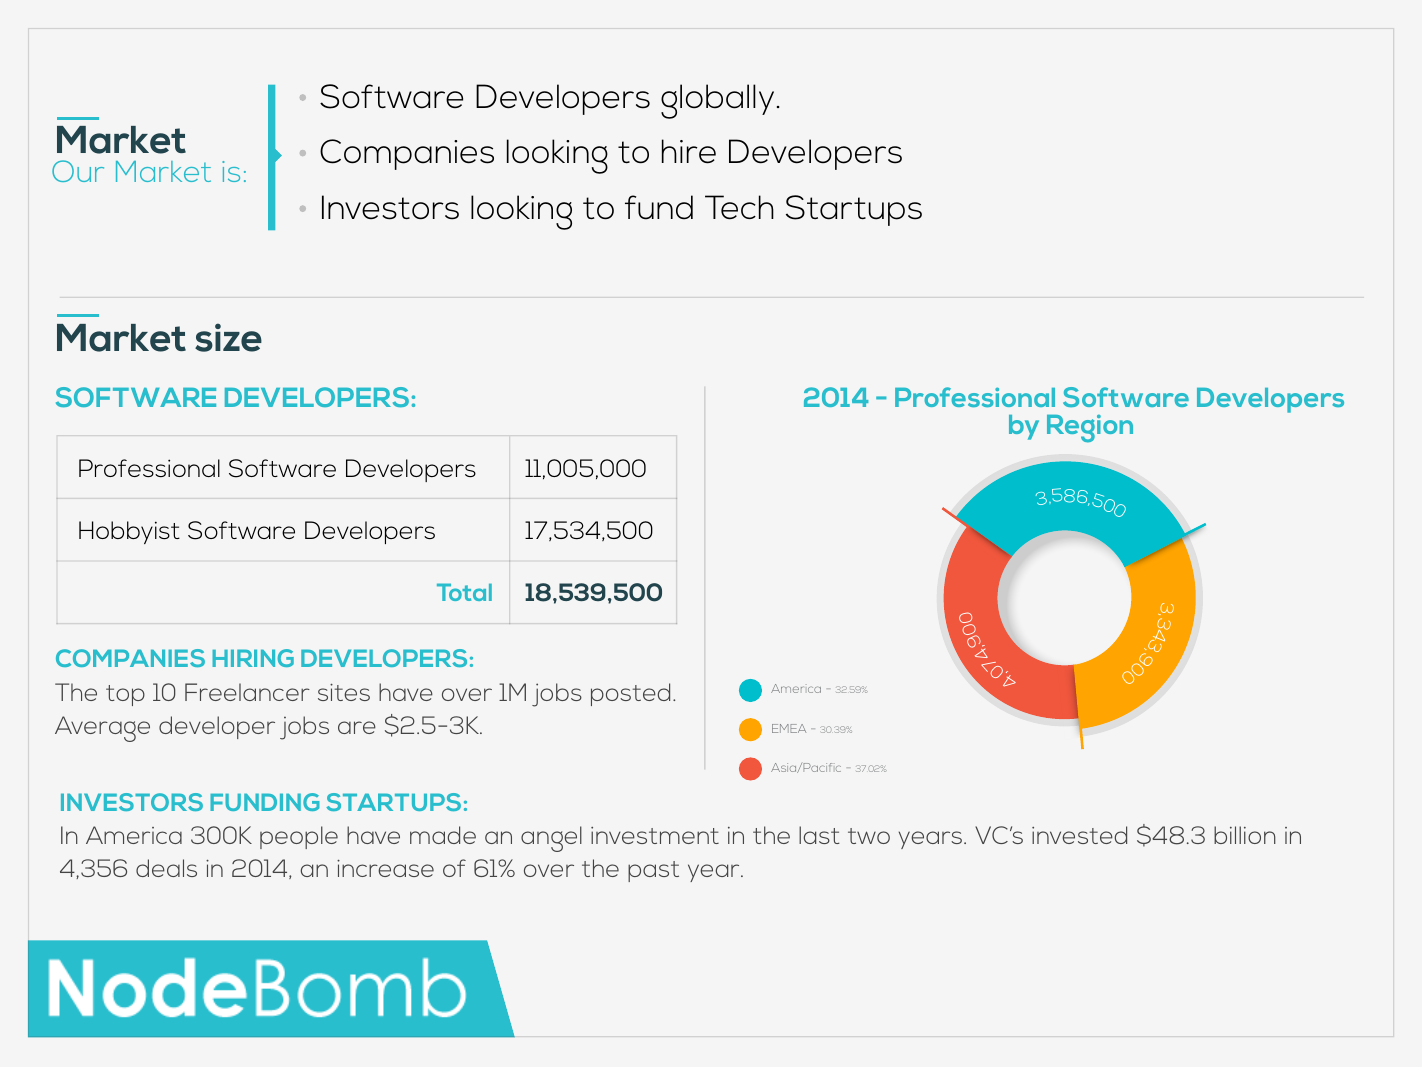 Market
Our Market is:
• Software Developers globally.
• Companies looking to hire Developers
• Investors looking to fund Tech Startups
Market size
SOFTWARE DEVELOPERS:
Professional Software Developers 11,005,000
Hobbyist Software Developers 17,534,500
Total 18,539,500
COMPANIES HIRING DEVELOPERS:
The top 10 Freelancer sites have over 1M jobs posted.
Average developer jobs are $2.5-3K.
2014 - Professional Software Developers
by Region
3,586,500
3,343,900
4,074,900
America - 32.59%
EMEA - 30.39%
Asia/Pacific - 37.02%
INVESTORS FUNDING STARTUPS:
In America 300K people have made an angel investment in the last two years. VC's invested $48.3 billion in
4,356 deals in 2014, an increase of 61% over the past year.
NodeBomb